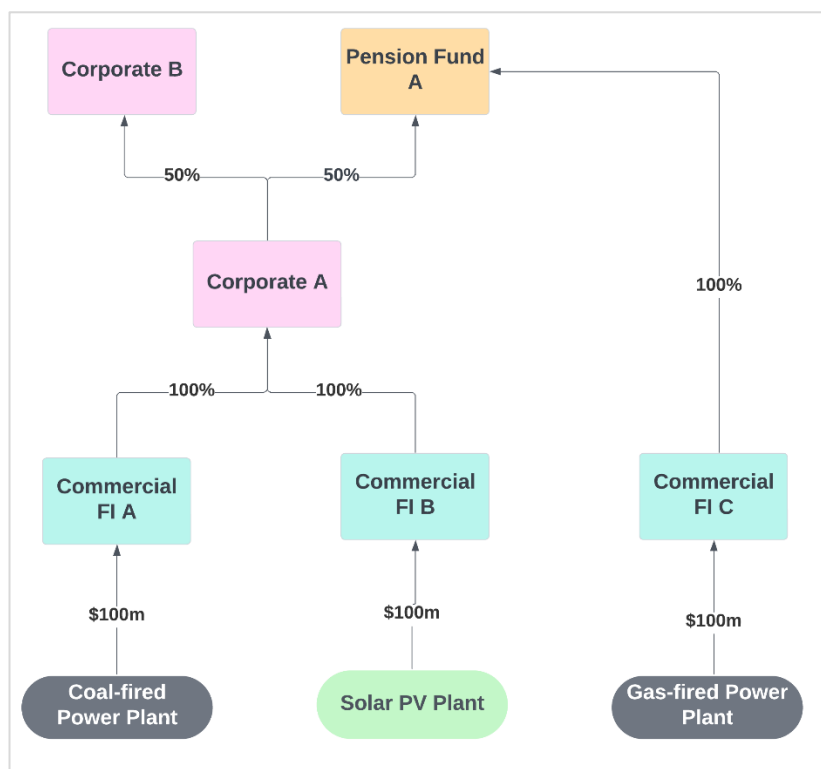 Corporate B
Pension Fund
A
50%
50%
Corporate A
100%
100%
100%
Commercial
FI A
Commercial
FI B
Commercial
FI C
$100m
$100m
$100m
Coal-fired
Power Plant
Solar PV Plant
Gas-fired Power
Plant